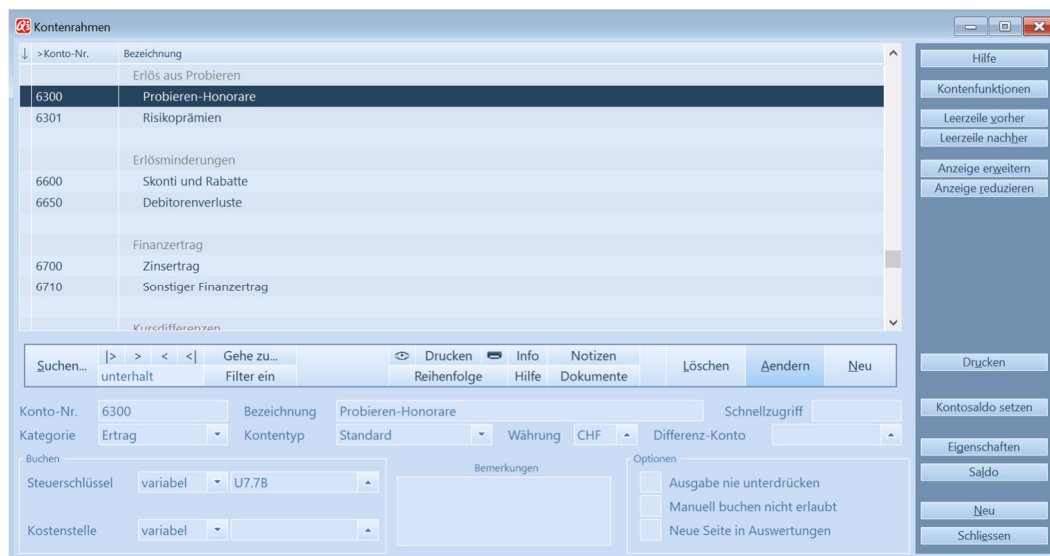 Kontenrahmen
↓ >Konto-Nr. Bezeichnung
Erlös aus Probieren
6300 Probieren-Honorare
6301 Risikoprämien
Erlösminderungen
6600 Skonti und Rabatte
6650 Debitorenverluste
Finanzertrag
6700 Zinsertrag
6710 Sonstiger Finanzertrag
Kursdifferenzen
Hilfe
Kontenfunktionen
Leerzeile vorher
Leerzeile nachher
Anzeige erweitern
Anzeige reduzieren
Drucken
Kontosaldo setzen
Eigenschaften
Saldo
Neu
Schliessen
Suchen... |> > < <| Gehe zu... Drucken Info Notizen Löschen Aendern Neu
unterhalt Filter ein Reihenfolge Hilfe Dokumente
Konto-Nr. 6300 Bezeichnung Probieren-Honorare Schnellzugriff
Kategorie Ertrag Kontentyp Standard Währung CHF Differenz-Konto
Buchen Bemerkungen Optionen
Steuerschlüssel variabel U7.7B Ausgabe nie unterdrücken
Manuell buchen nicht erlaubt
Kostenstelle variabel Neue Seite in Auswertungen